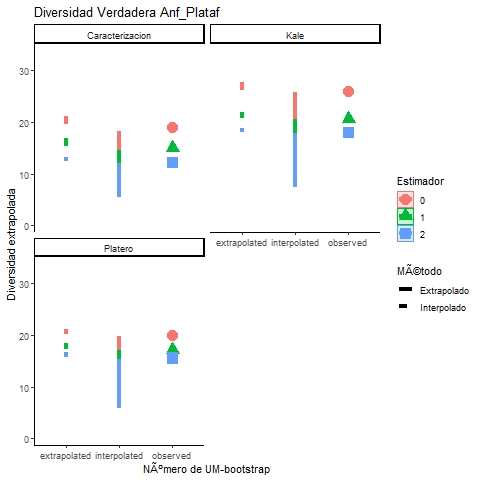 Diversidad Verdadera Anf_Plataf
Caracterizacion
Kale
30
20
10
0
extrapolated interpolated observed
Platero
30
20
10
0
extrapolated interpolated observed
Diversidad extrapolada
NÃºmero de UM-bootstrap
Estimador
0
1
2
MÃ©todo
Extrapolado
Interpolado